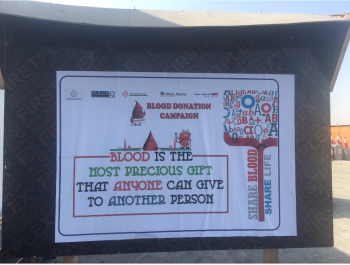 BLOOD DONATION
CAMPAIGN
BLOOD IS THE
MOST PRECIOUS GIFT
THAT ANYONE CAN GIVE
TO ANOTHER PERSON
SHARE BLOOD
SHARE LIFE